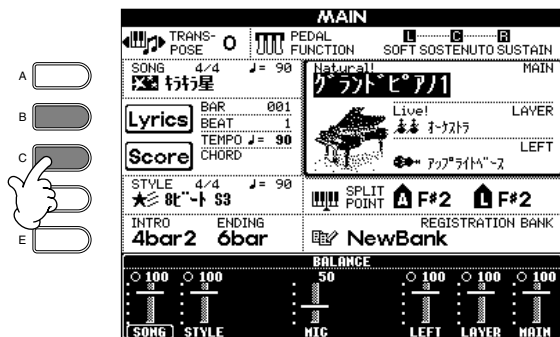 MAIN
TRANS-
POSE 0
PEDAL
FUNCTION
L C R
SOFT SOSTENUTO SUSTAIN
SONG 4/4 ♩= 90
ｷﾗｷﾗ星
Lyrics
BAR 001
BEAT 1
Score
TEMPO ♩= 90
CHORD
STYLE 4/4 ♩= 90
8ﾋﾞｰﾄ S3
INTRO ENDING
4bar2 6bar
Natural! MAIN
ｸﾞﾗﾝﾄﾞﾋﾟｱﾉ1
Live! LAYER
ｵｰｹｽﾄﾗ
LEFT
ｱｯﾌﾟﾗｲﾄﾍﾞｰｽ
SPLIT
POINT A F#2 L F#2
REGISTRATION BANK
NewBank
BALANCE
100 100 50 100 100 100
SONG STYLE MIC LEFT LAYER MAIN
A
B
C
E